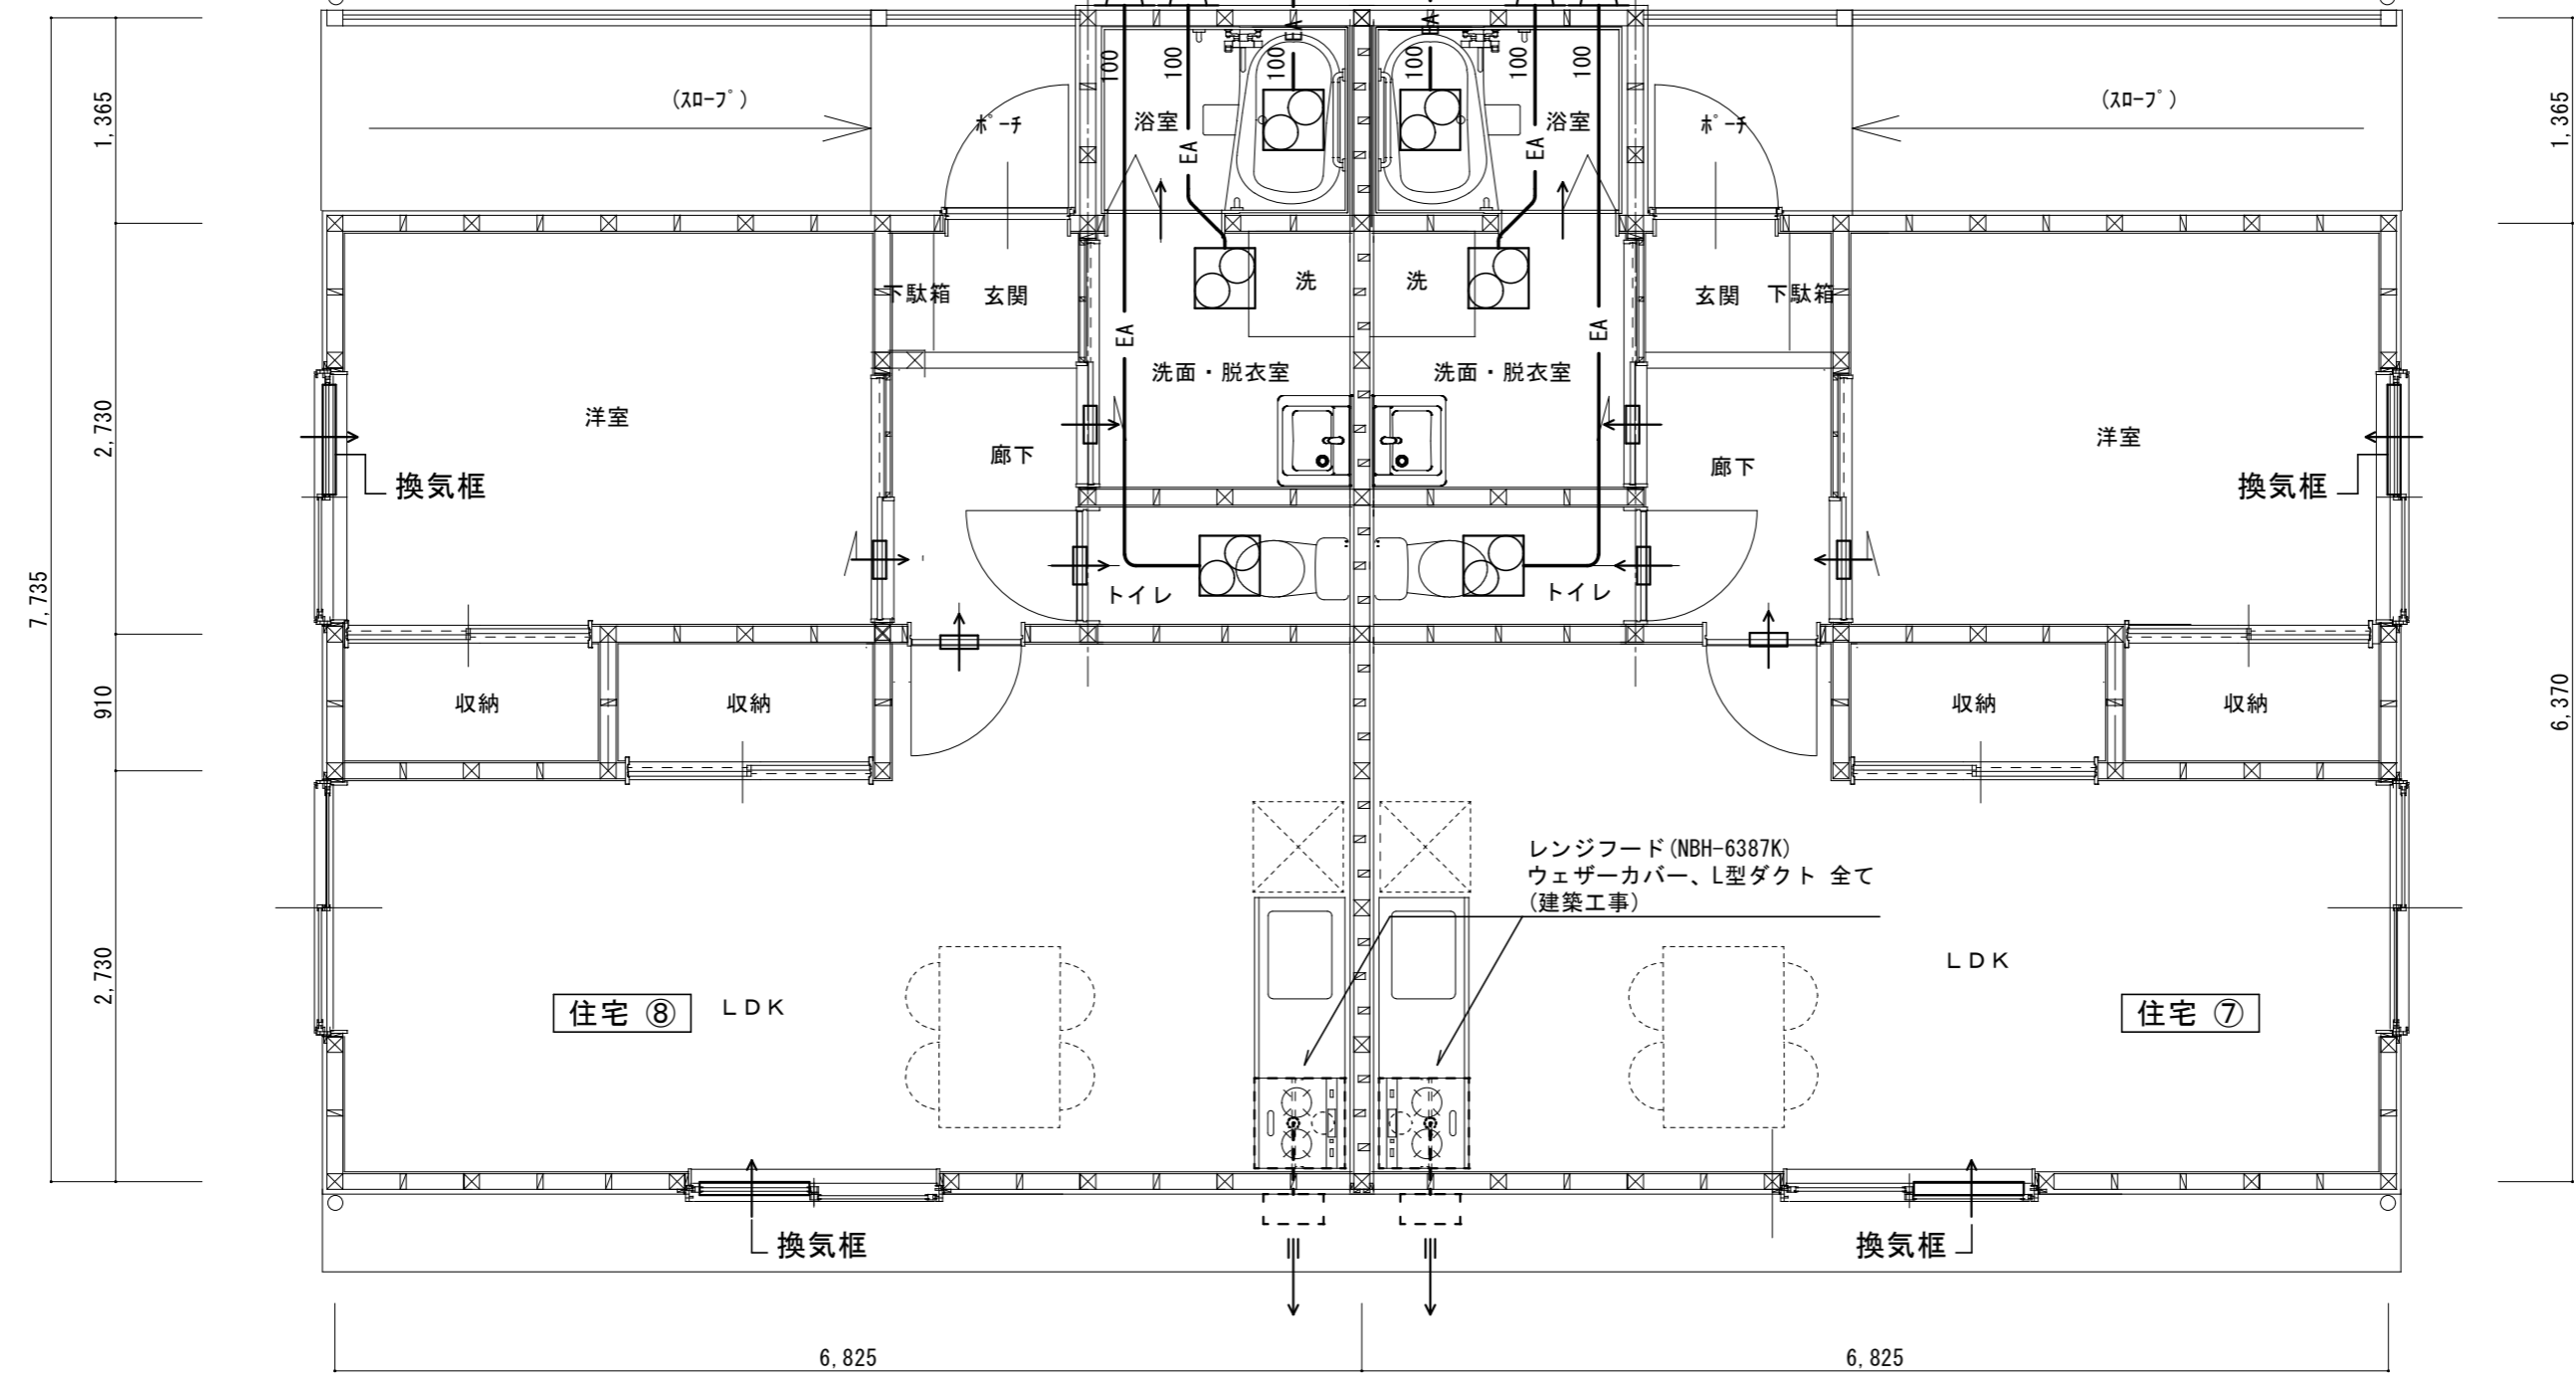 EA
EA
100
100
100
100
100
100
(ｽﾛｰﾌﾟ)
(ｽﾛｰﾌﾟ)
1,365
1,365
ﾎﾟｰﾁ
浴室
浴室
ﾎﾟｰﾁ
EA
EA
下駄箱
玄関
洗
洗
玄関
下駄箱
EA
EA
洗面・脱衣室
洗面・脱衣室
2,730
洋室
洋室
廊下
廊下
換気框
換気框
7,735
トイレ
トイレ
910
収納
収納
収納
収納
6,370
レンジフード(NBH-6387K)
ウェザーカバー、L型ダクト 全て
(建築工事)
2,730
住宅 ⑧
ＬＤＫ
ＬＤＫ
住宅 ⑦
換気框
換気框
6,825
6,825